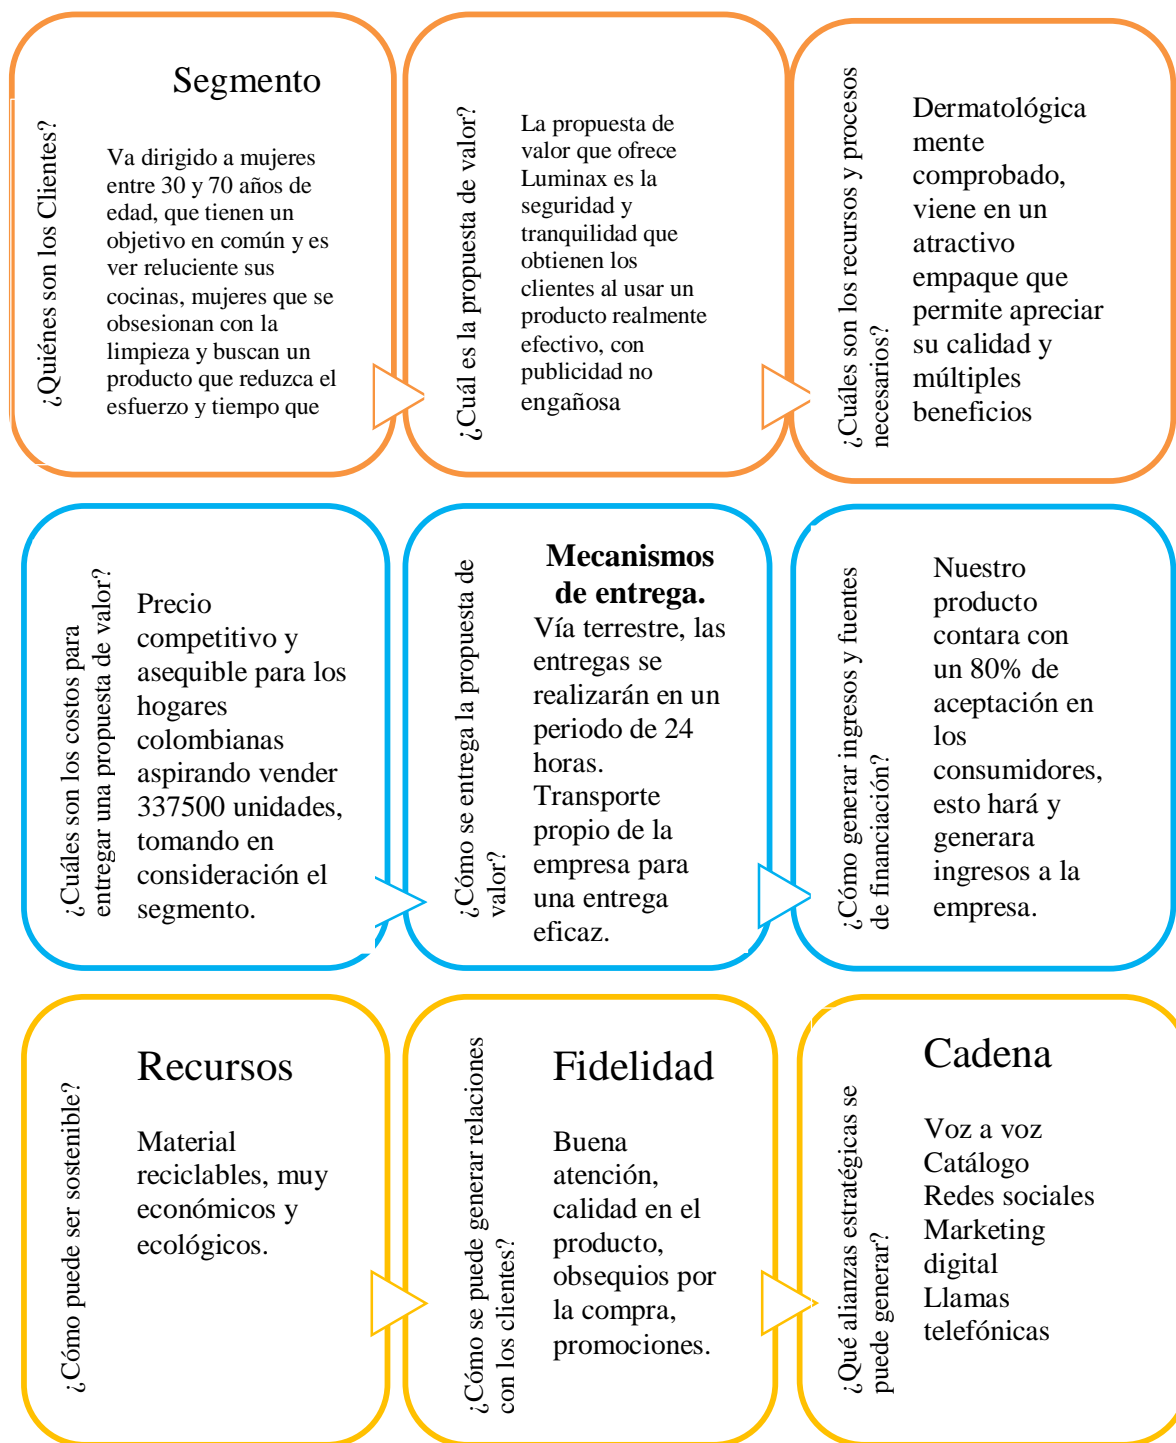 ¿Quiénes son los Clientes?
Segmento
Va dirigido a mujeres
entre 30 y 70 años de
edad, que tienen un
objetivo en común y es
ver reluciente sus
cocinas, mujeres que se
obsesionan con la
limpieza y buscan un
producto que reduzca el
esfuerzo y tiempo que
¿Cuál es la propuesta de valor?
La propuesta de
valor que ofrece
Luminax es la
seguridad y
tranquilidad que
obtienen los
clientes al usar un
producto realmente
efectivo, con
publicidad no
engañosa
¿Cuáles son los recursos y procesos
necesarios?
Dermatológica
mente
comprobado,
viene en un
atractivo
empaque que
permite apreciar
su calidad y
múltiples
beneficios
¿Cuáles son los costos para
entregar una propuesta de valor?
Precio
competitivo y
asequible para los
hogares
colombianas
aspirando vender
337500 unidades,
tomando en
consideración el
segmento.
¿Cómo se entrega la propuesta de
valor?
Mecanismos
de entrega.
Vía terrestre, las
entregas se
realizarán en un
periodo de 24
horas.
Transporte
propio de la
empresa para
una entrega
eficaz.
¿Cómo generar ingresos y fuentes
de financiación?
Nuestro
producto
contara con
un 80% de
aceptación en
los
consumidores,
esto hará y
generara
ingresos a la
empresa.
¿Cómo puede ser sostenible?
Recursos
Material
reciclables, muy
económicos y
ecológicos.
¿Cómo se puede generar relaciones
con los clientes?
Fidelidad
Buena
atención,
calidad en el
producto,
obsequios por
la compra,
promociones.
¿Qué alianzas estratégicas se
puede generar?
Cadena
Voz a voz
Catálogo
Redes sociales
Marketing
digital
Llamas
telefónicas